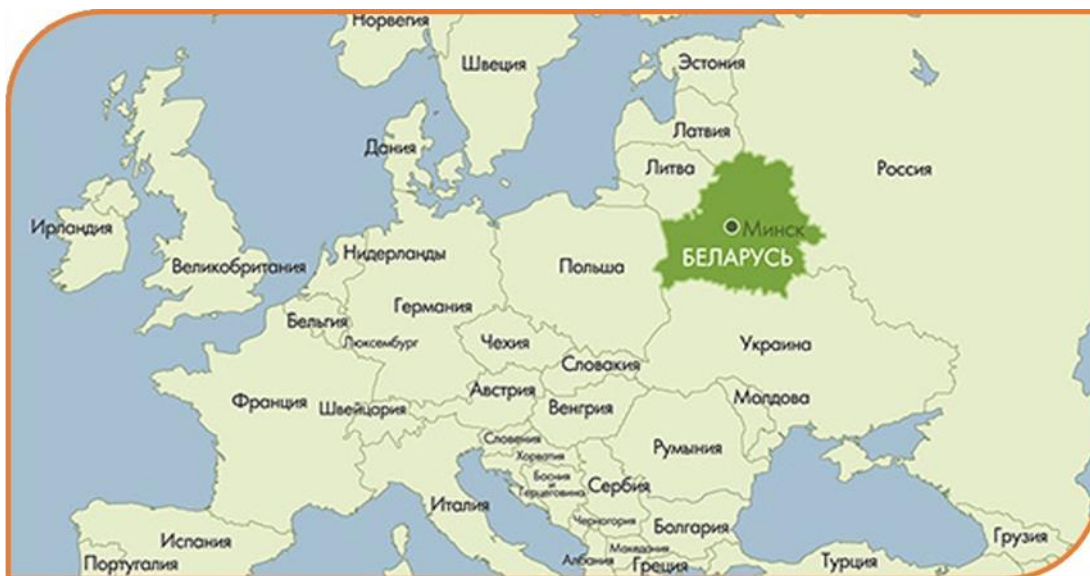 Норвегия
Швеция
Эстония
Латвия
Дания
Литва
Россия
Ирландия
Минск
Великобритания
Нидерланды
Польша
БЕЛАРУСЬ
Германия
Бельгия
Люксембург
Чехия
Украина
Словакия
Австрия
Франция
Швейцария
Венгрия
Молдова
Словения
Румыния
Хорватия
Босния
и
Герцеговина
Сербия
Италия
Черногория
Болгария
Испания
Македония
Грузия
Португалия
Албания
Греция
Турция